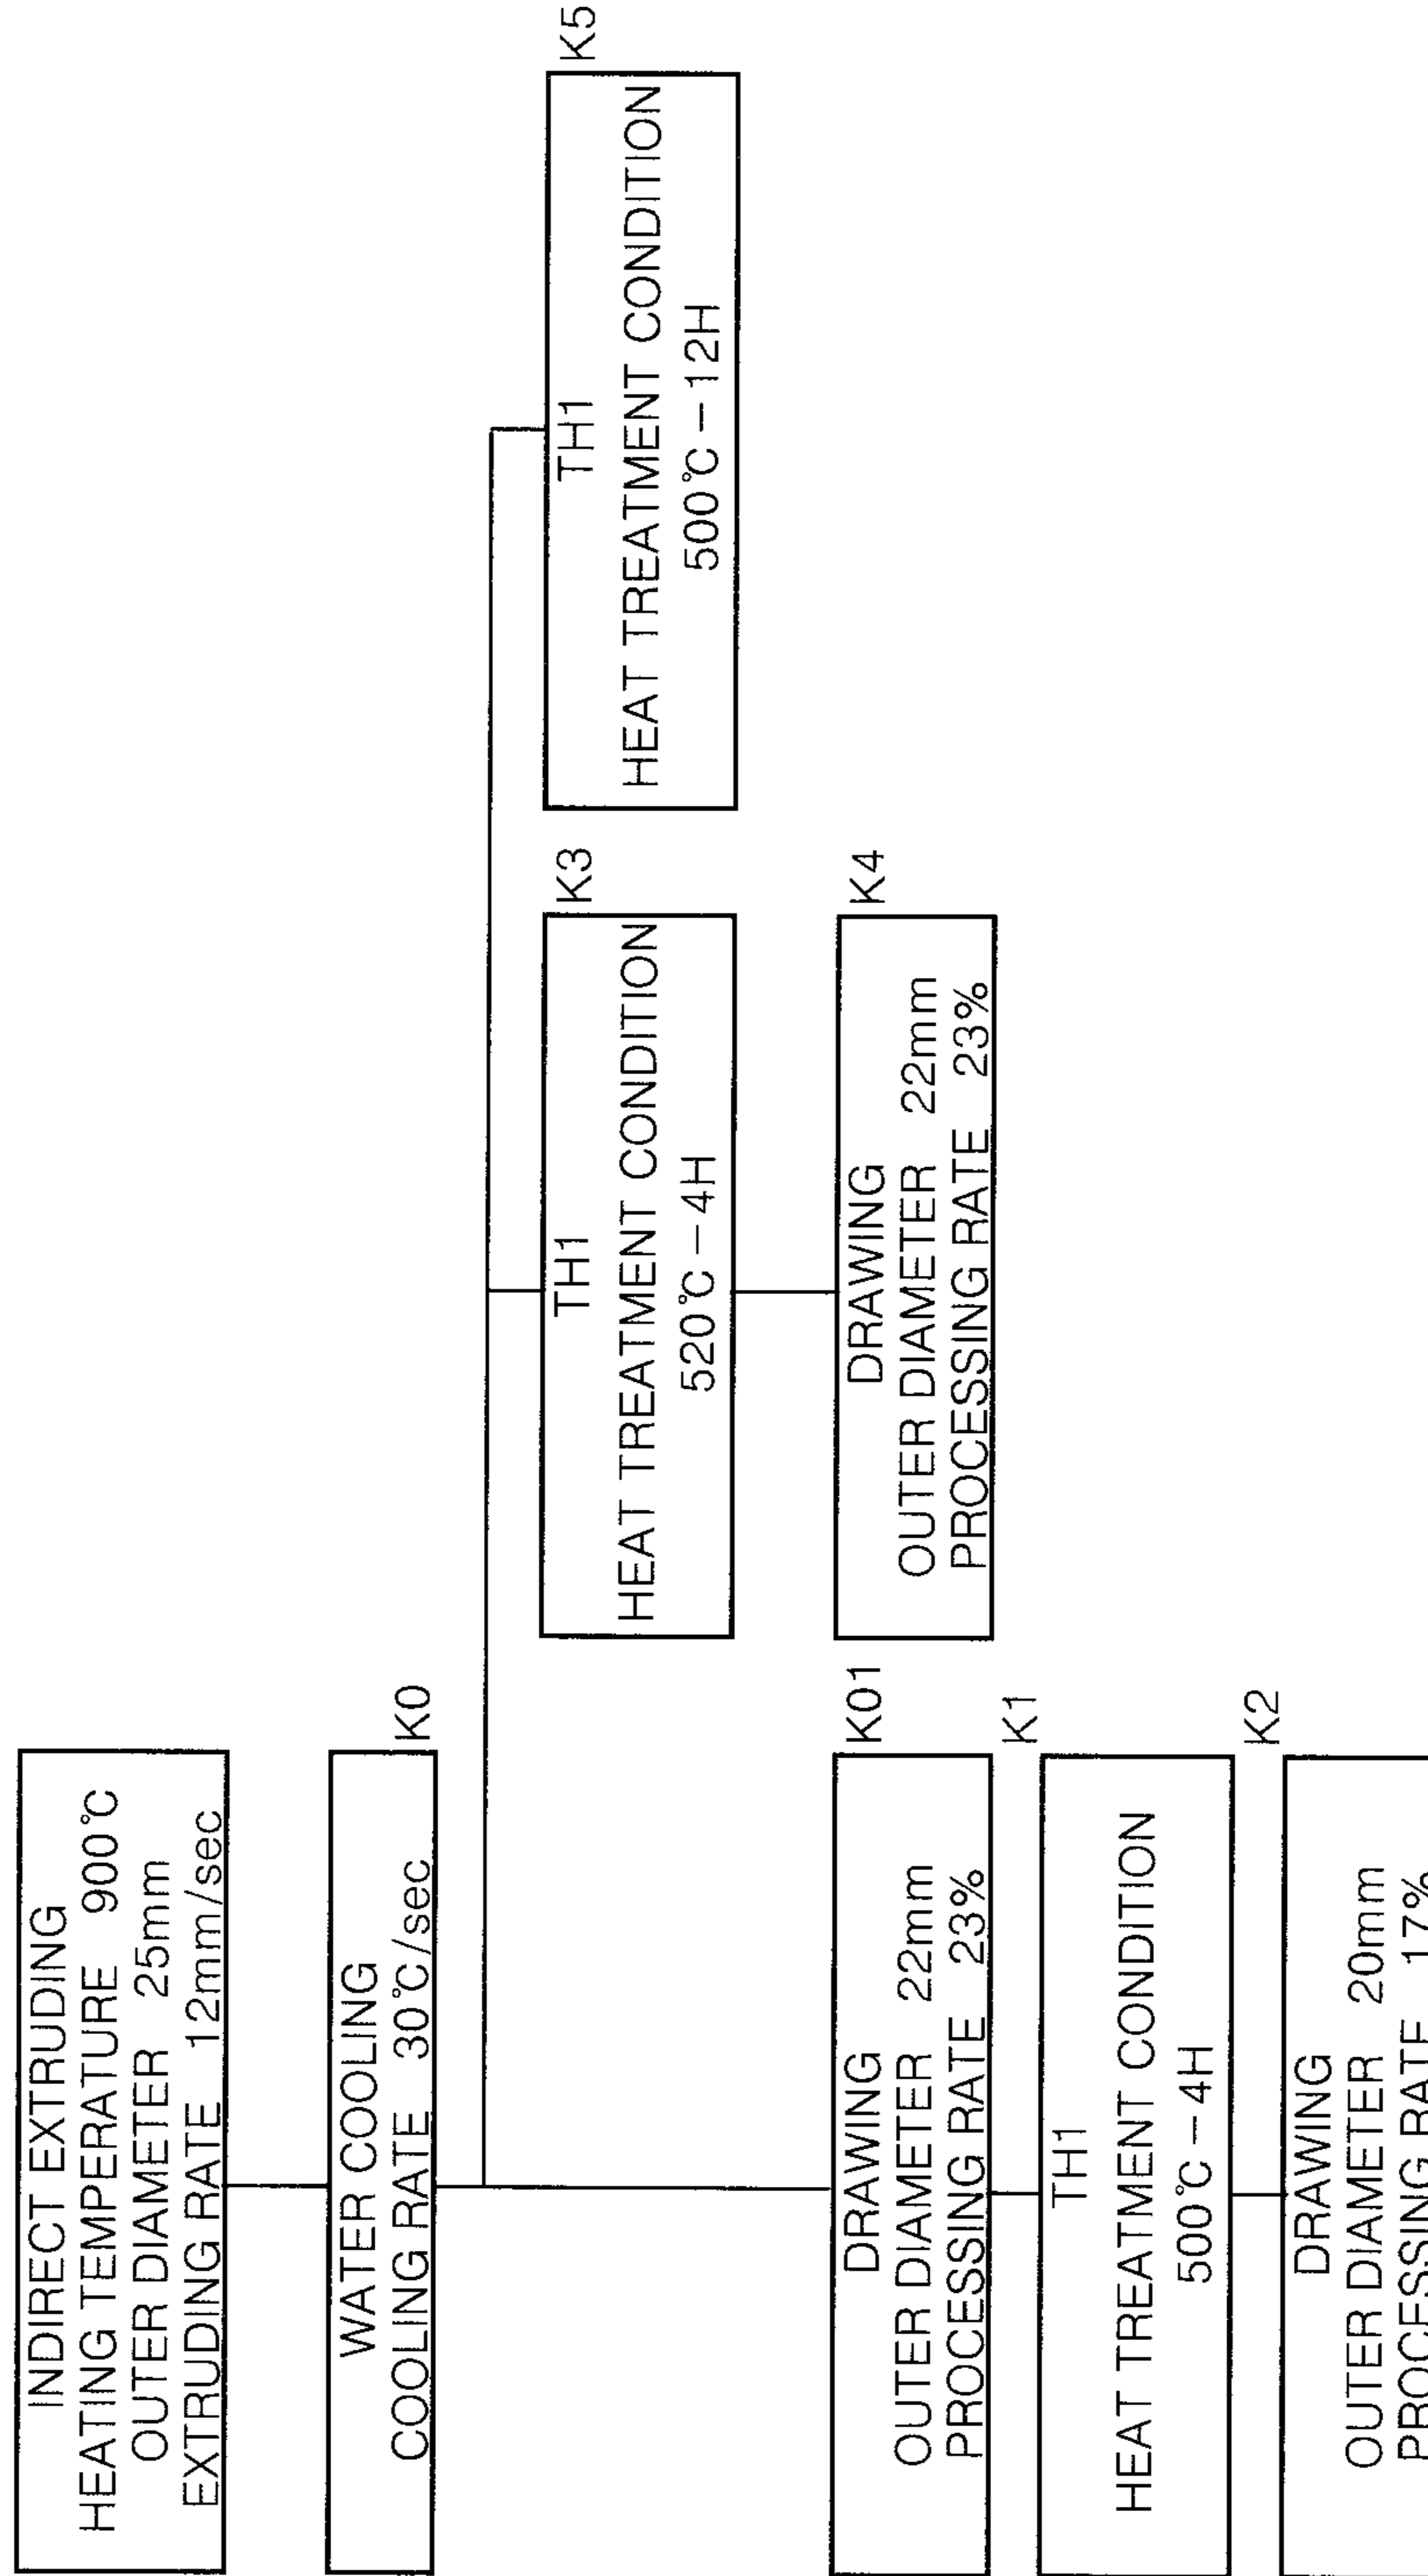 INDIRECT EXTRUDING
HEATING TEMPERATURE 900℃
OUTER DIAMETER 25mm
EXTRUDING RATE 12mm/sec
WATER COOLING
COOLING RATE 30℃/sec
K0
TH1
HEAT TREATMENT CONDITION
520℃-4H
K3
TH1
HEAT TREATMENT CONDITION
500℃-12H
K5
DRAWING
OUTER DIAMETER 22mm
PROCESSING RATE 23%
K01
DRAWING
OUTER DIAMETER 22mm
PROCESSING RATE 23%
K4
TH1
HEAT TREATMENT CONDITION
500℃-4H
K1
DRAWING
OUTER DIAMETER 20mm
PROCESSING RATE 17%
K2